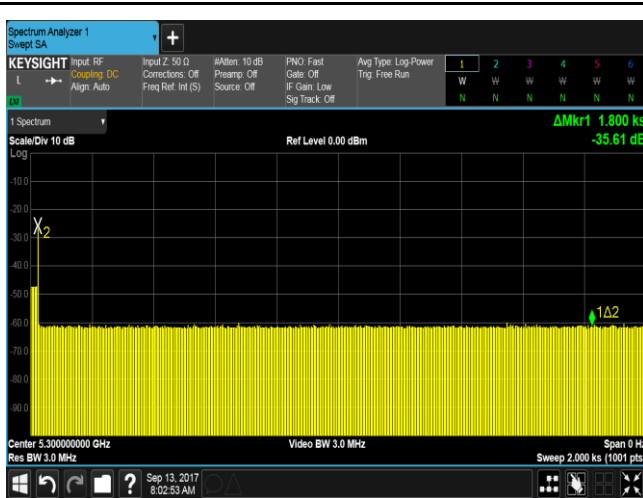 Spectrum Analyzer 1
Swept SA
+
KEYSIGHT Input: RF Input Z: 50 Ω #Atten: 10 dB PNO: Fast Avg Type: Log-Power 1 2 3 4 5 6
L Coupling: DC Corrections: Off Preamp: Off Gate: Off Trig: Free Run W W W W W W
Align: Auto Freq Ref: Int (S) Source: Off IF Gain: Low N N N N N N
LXI Sig Track: Off
1 Spectrum ΔMkr1 1.800 ks
Scale/Div 10 dB Ref Level 0.00 dBm -35.61 dB
Log
-10.0
-20.0
2
-30.0
-40.0
-50.0
1Δ2
-60.0
-70.0
-80.0
-90.0
Center 5.300000000 GHz Video BW 3.0 MHz Span 0 Hz
Res BW 3.0 MHz Sweep 2.000 ks (1001 pts
? Sep 13, 2017
8:02:53 AM